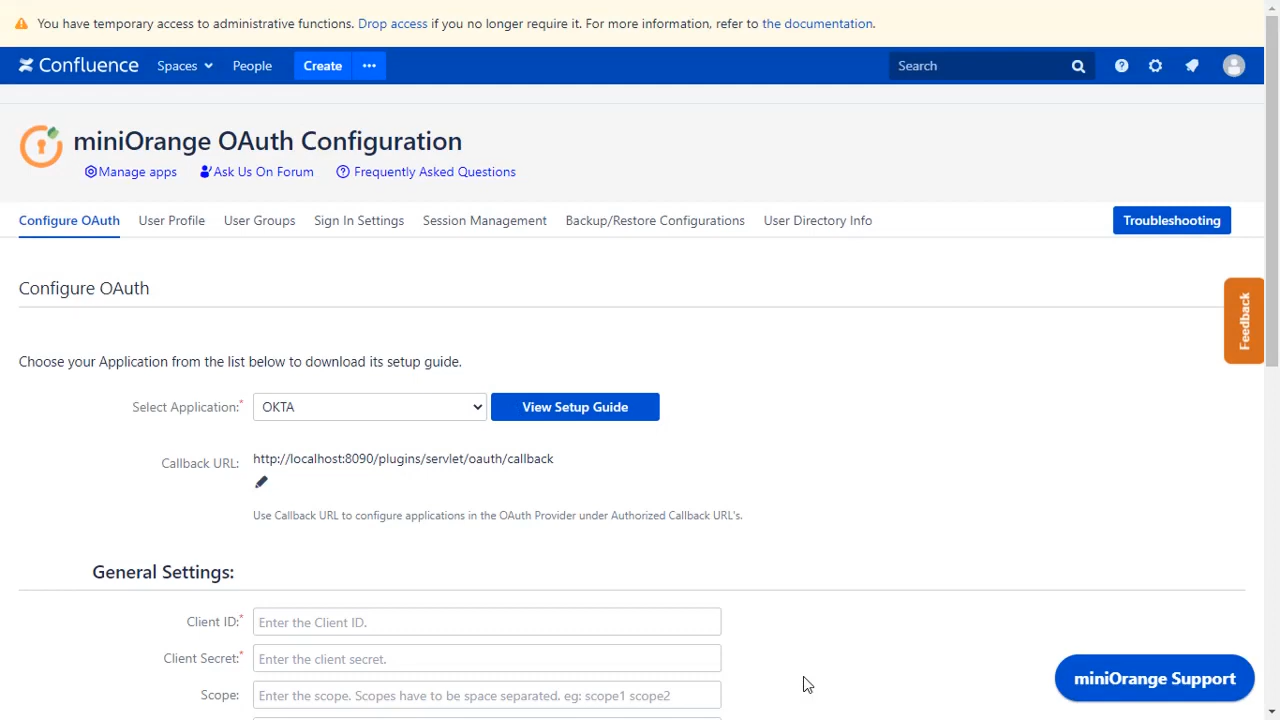 You have temporary access to administrative functions. Drop access if you no longer require it. For more information, refer to the documentation.
Confluence Spaces People Create ••• Search
miniOrange OAuth Configuration
Manage apps Ask Us On Forum Frequently Asked Questions
Configure OAuth User Profile User Groups Sign In Settings Session Management Backup/Restore Configurations User Directory Info Troubleshooting
Configure OAuth
Feedback
Choose your Application from the list below to download its setup guide.
Select Application:* OKTA View Setup Guide
Callback URL: http://localhost:8090/plugins/servlet/oauth/callback
Use Callback URL to configure applications in the OAuth Provider under Authorized Callback URL's.
General Settings:
Client ID:* Enter the Client ID.
Client Secret:* Enter the client secret.
Scope: Enter the scope. Scopes have to be space separated. eg: scope1 scope2
miniOrange Support